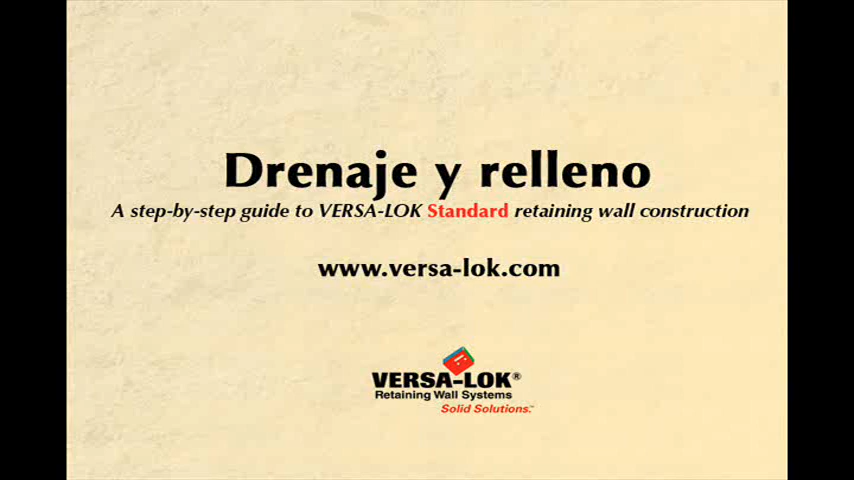 Drenaje y relleno
A step-by-step guide to VERSA-LOK Standard retaining wall construction
www.versa-lok.com
VERSA-LOK®
Retaining Wall Systems
Solid Solutions.™